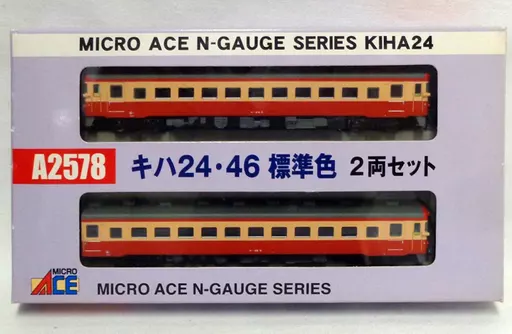 MICRO ACE N-GAUGE SERIES KIHA24
A2578
キハ24・46 標準色 2両セット
MICRO
ACE
MICRO ACE N-GAUGE SERIES